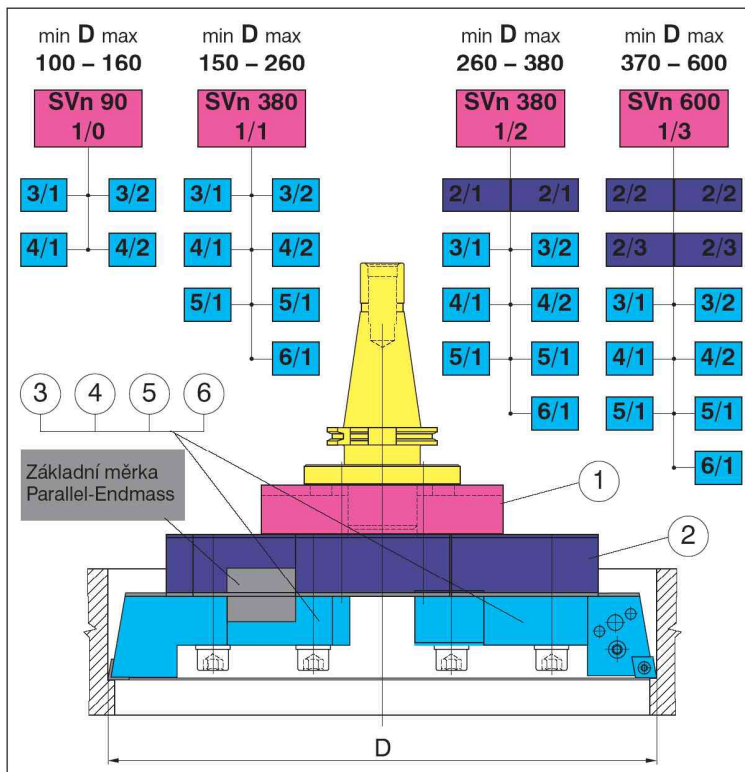 min D max
100 – 160
min D max
150 – 260
min D max
260 – 380
min D max
370 – 600
SVn 90
1/0
SVn 380
1/1
SVn 380
1/2
SVn 600
1/3
3/1 3/2
3/1 3/2
2/1 2/1
2/2 2/2
4/1 4/2
4/1 4/2
3/1 3/2
2/3 2/3
5/1 5/1
4/1 4/2
3/1 3/2
6/1
5/1 5/1
4/1 4/2
6/1
5/1 5/1
6/1
3 4 5 6
Základní měrka
Parallel-Endmass
1
2
D